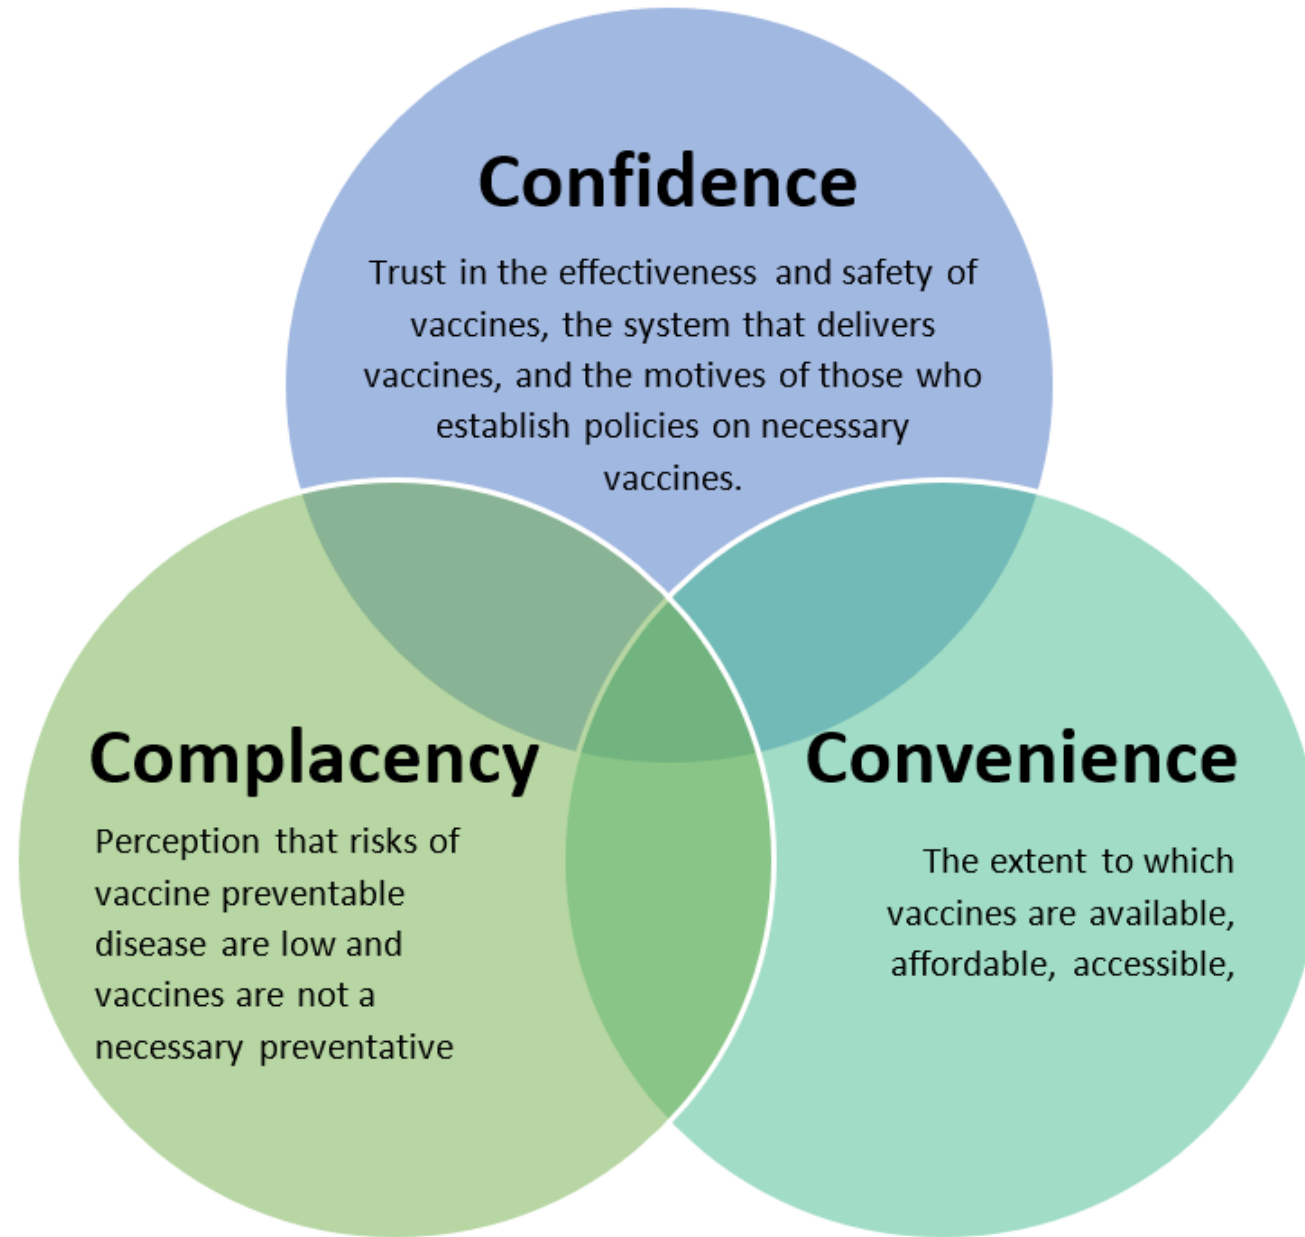 Confidence
Trust in the effectiveness and safety of
vaccines, the system that delivers
vaccines, and the motives of those who
establish policies on necessary
vaccines.
Complacency
Perception that risks of
vaccine preventable
disease are low and
vaccines are not a
necessary preventative
Convenience
The extent to which
vaccines are available,
affordable, accessible,